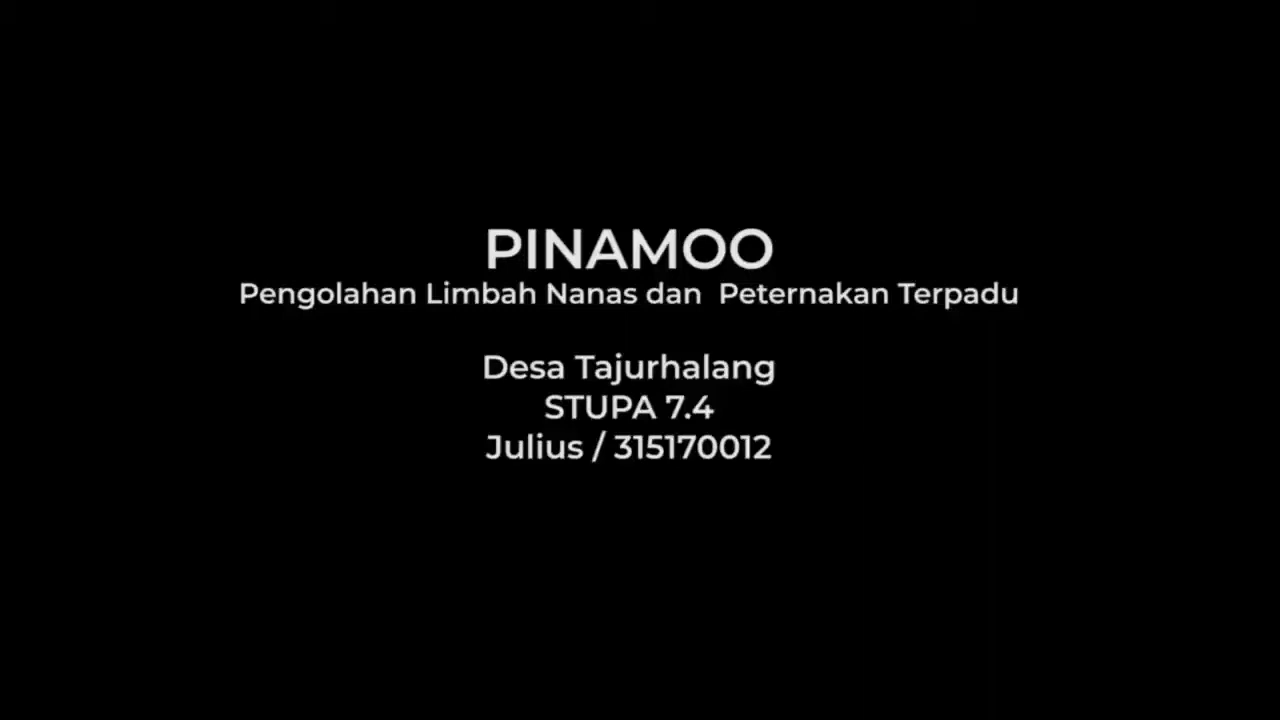 PINAMOO
Pengolahan Limbah Nanas dan  Peternakan Terpadu
Desa Tajurhalang
STUPA 7.4
Julius / 315170012